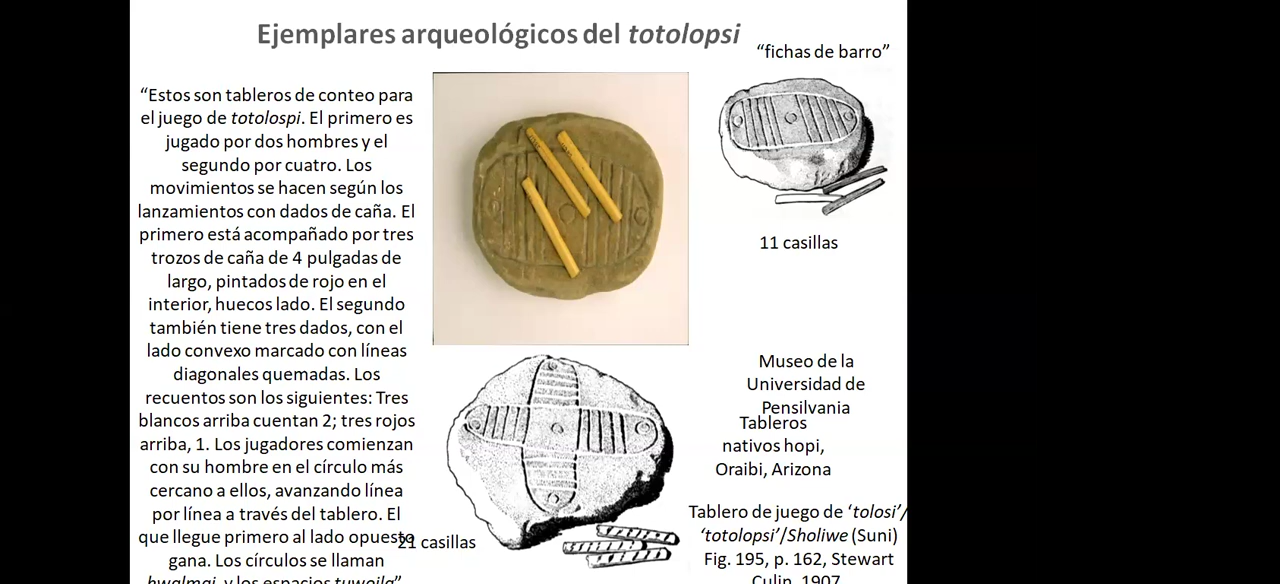 Ejemplares arqueológicos del totolopsi
“fichas de barro”
“Estos son tableros de conteo para
el juego de totolospi. El primero es
jugado por dos hombres y el
segundo por cuatro. Los
movimientos se hacen según los
lanzamientos con dados de caña. El
primero está acompañado por tres
trozos de caña de 4 pulgadas de
largo, pintados de rojo en el
interior, huecos lado. El segundo
también tiene tres dados, con el
lado convexo marcado con líneas
diagonales quemadas. Los
recuentos son los siguientes: Tres
blancos arriba cuentan 2; tres rojos
arriba, 1. Los jugadores comienzan
con su hombre en el círculo más
cercano a ellos, avanzando línea
por línea a través del tablero. El
que llegue primero al lado opuesto
gana. Los círculos se llaman
hwalmai, y los espacios tuwoila”
11 casillas
21 casillas
Museo de la
Universidad de
Pensilvania
Tableros
nativos hopi,
Oraibi, Arizona
Tablero de juego de ‘tolosi’/
‘totolopsi’/Sholiwe (Suni)
Fig. 195, p. 162, Stewart
Culin, 1907